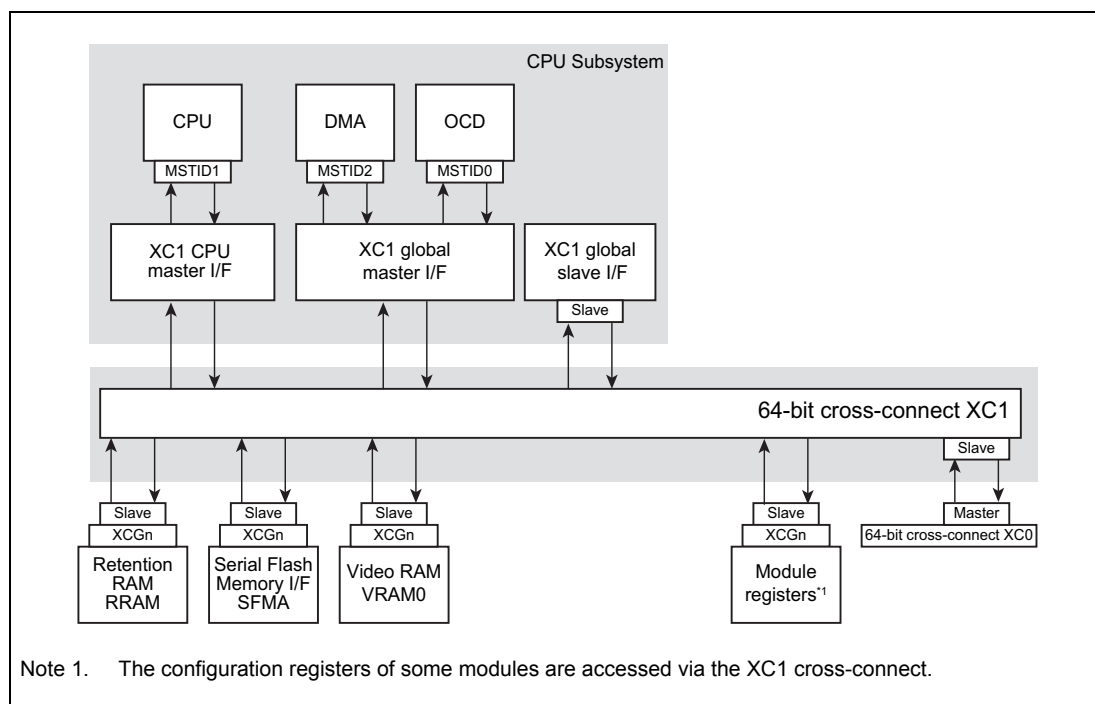 CPU Subsystem
CPU
DMA
OCD
MSTID1
MSTID2
MSTID0
XC1 CPU
master I/F
XC1 global
master I/F
XC1 global
slave I/F
Slave
64-bit cross-connect XC1
Slave
Slave
Slave
Slave
Slave
Master
XCGn
XCGn
XCGn
XCGn
64-bit cross-connect XC0
Retention
RAM
RRAM
Serial Flash
Memory I/F
SFMA
Video RAM
VRAM0
Module
registers*1
Note 1. The configuration registers of some modules are accessed via the XC1 cross-connect.